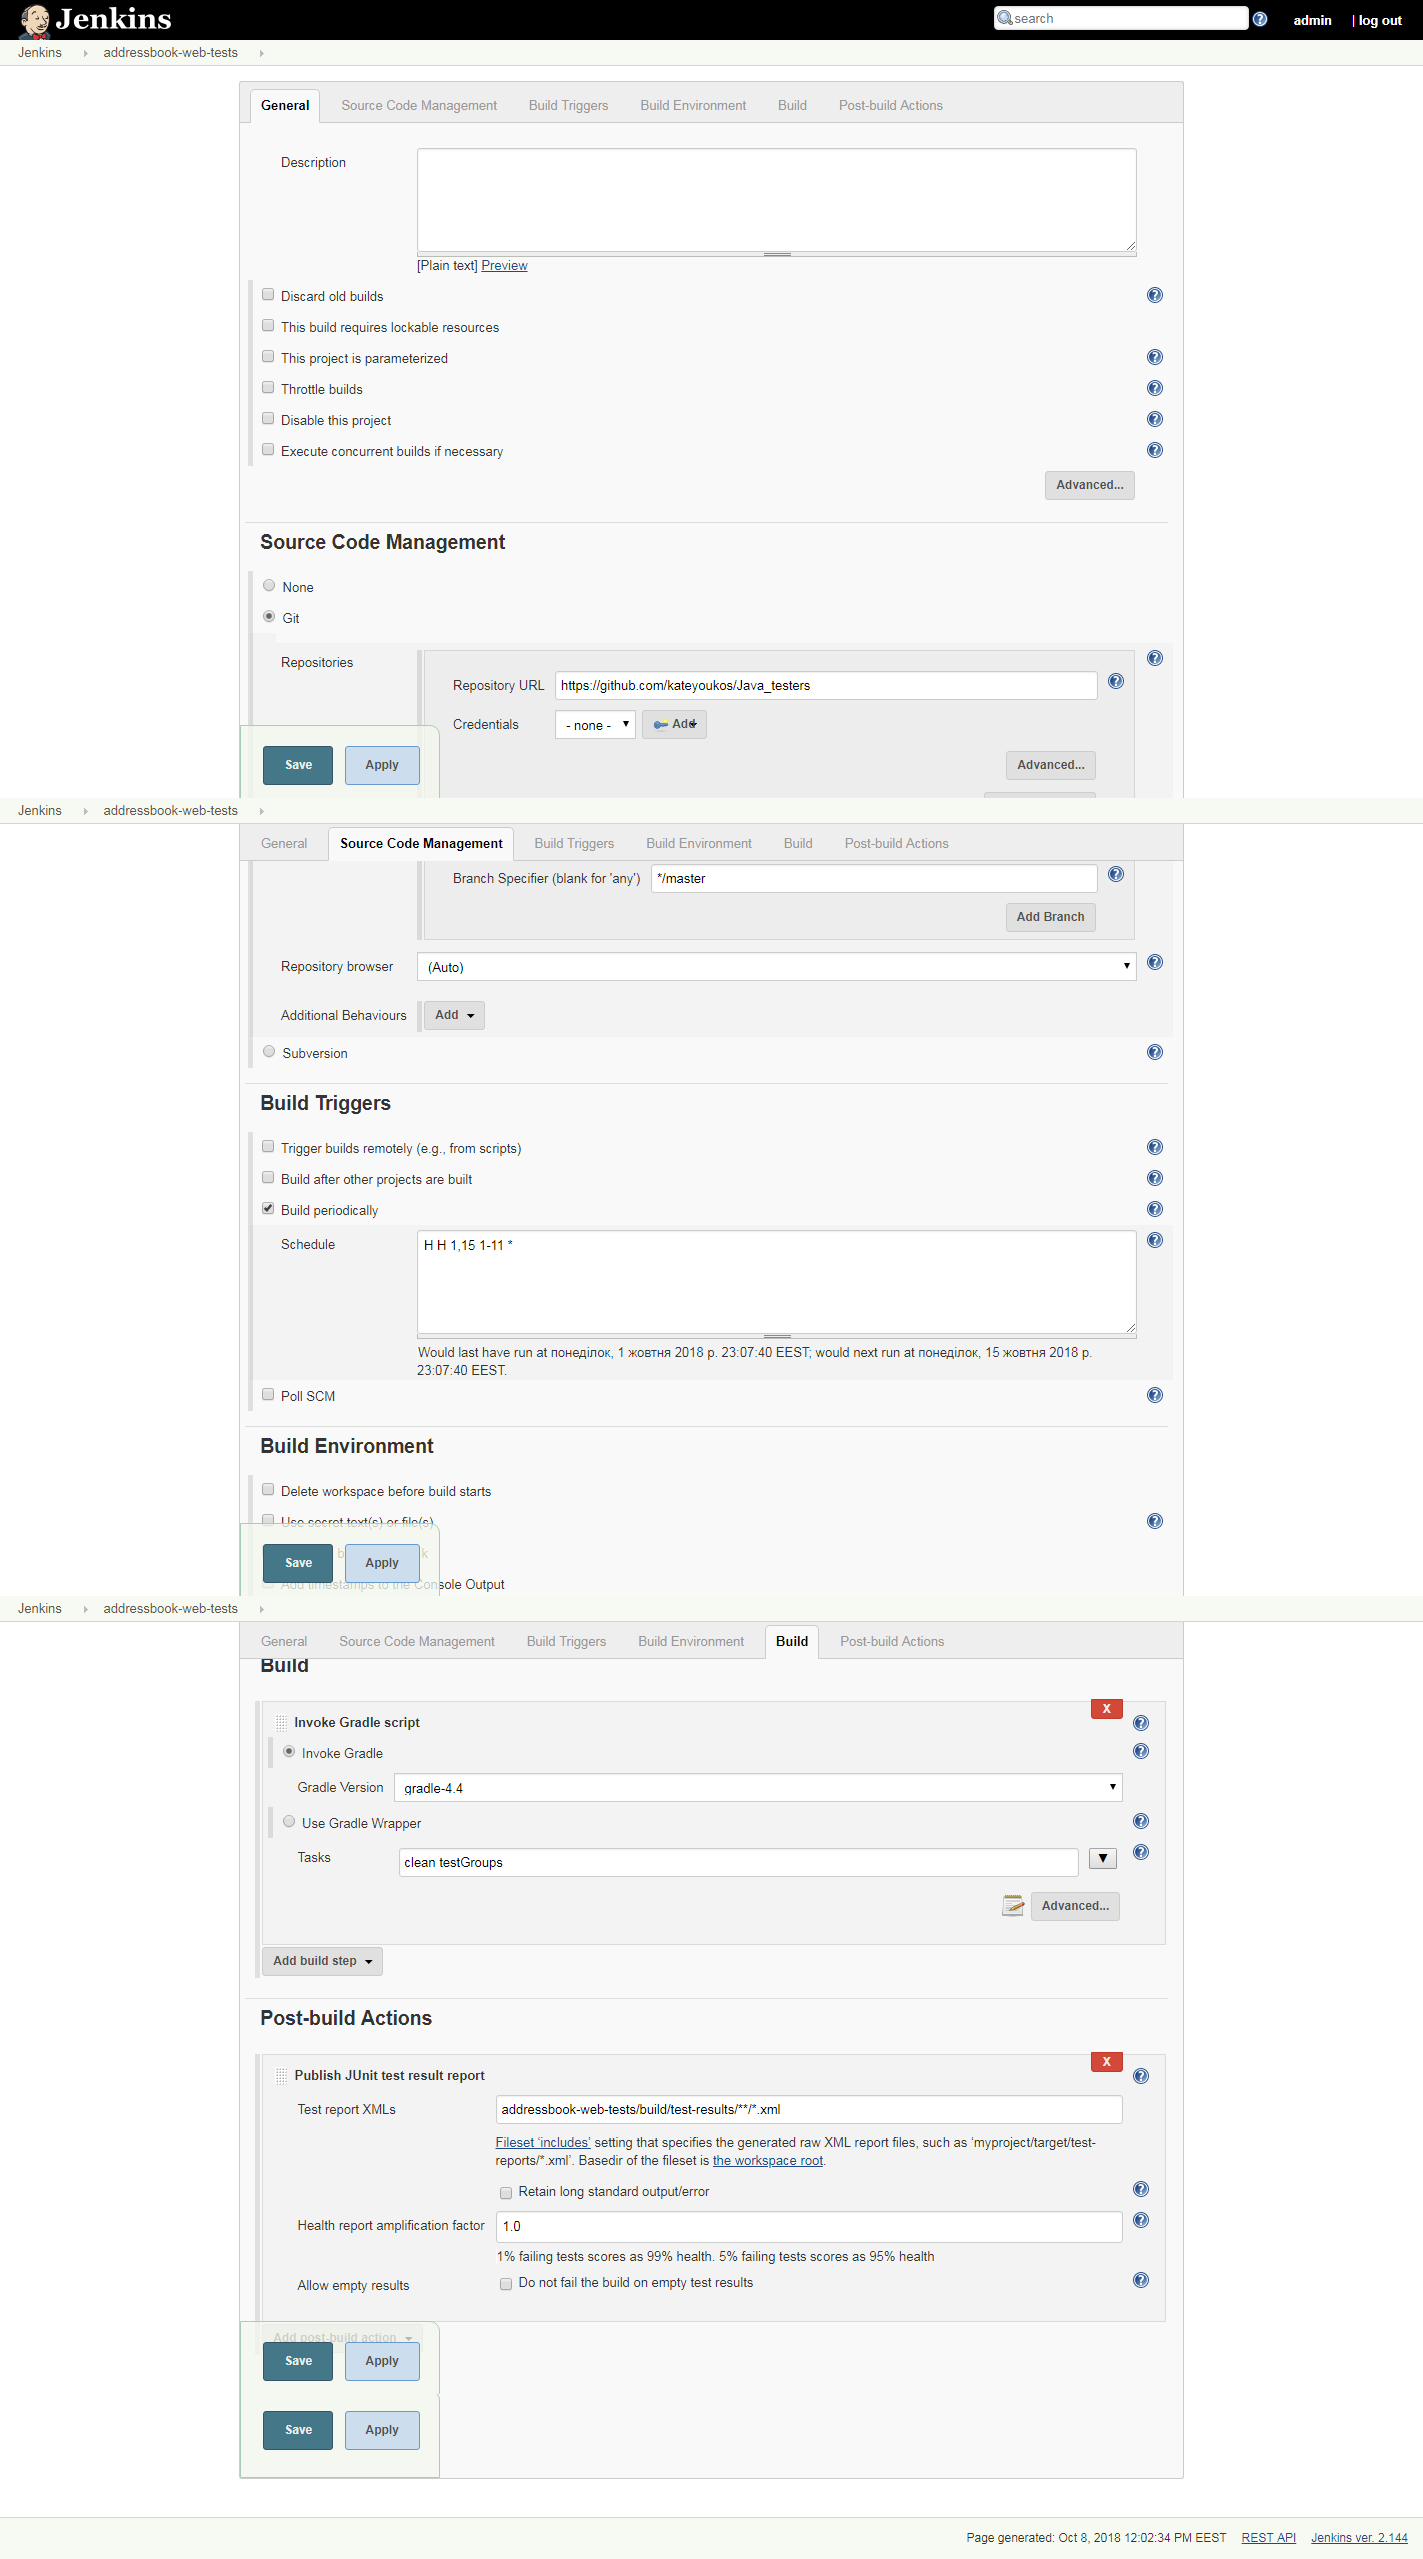 Jenkins
search
admin
| log out
Jenkins
addressbook-web-tests
General
Source Code Management
Build Triggers
Build Environment
Build
Post-build Actions
Description
[Plain text] Preview
Discard old builds
This build requires lockable resources
This project is parameterized
Throttle builds
Disable this project
Execute concurrent builds if necessary
Advanced...
Source Code Management
None
Git
Repositories
Repository URL
https://github.com/kateyoukos/Java_testers
Credentials
- none -
Add
Save
Apply
Advanced...
Jenkins
addressbook-web-tests
General
Source Code Management
Build Triggers
Build Environment
Build
Post-build Actions
Branch Specifier (blank for 'any')
*/master
Add Branch
Repository browser
(Auto)
Additional Behaviours
Add
Subversion
Build Triggers
Trigger builds remotely (e.g., from scripts)
Build after other projects are built
Build periodically
Schedule
H H 1,15 1-11 *
Would last have run at понеділок, 1 жовтня 2018 р. 23:07:40 EEST; would next run at понеділок, 15 жовтня 2018 р.
23:07:40 EEST.
Poll SCM
Build Environment
Delete workspace before build starts
Use secret text(s) or file(s)
Save
Apply
Add timestamps to the Console Output
Jenkins
addressbook-web-tests
General
Source Code Management
Build Triggers
Build Environment
Build
Post-build Actions
Build
X
Invoke Gradle script
Invoke Gradle
Gradle Version
gradle-4.4
Use Gradle Wrapper
Tasks
clean testGroups
Advanced...
Add build step
Post-build Actions
X
Publish JUnit test result report
Test report XMLs
addressbook-web-tests/build/test-results/**/*.xml
Fileset 'includes' setting that specifies the generated raw XML report files, such as 'myproject/target/test-
reports/*.xml'. Basedir of the fileset is the workspace root.
Retain long standard output/error
Health report amplification factor
1.0
1% failing tests scores as 99% health. 5% failing tests scores as 95% health
Allow empty results
Do not fail the build on empty test results
Add post-build action
Save
Apply
Save
Apply
Page generated: Oct 8, 2018 12:02:34 PM EEST
REST API
Jenkins ver. 2.144